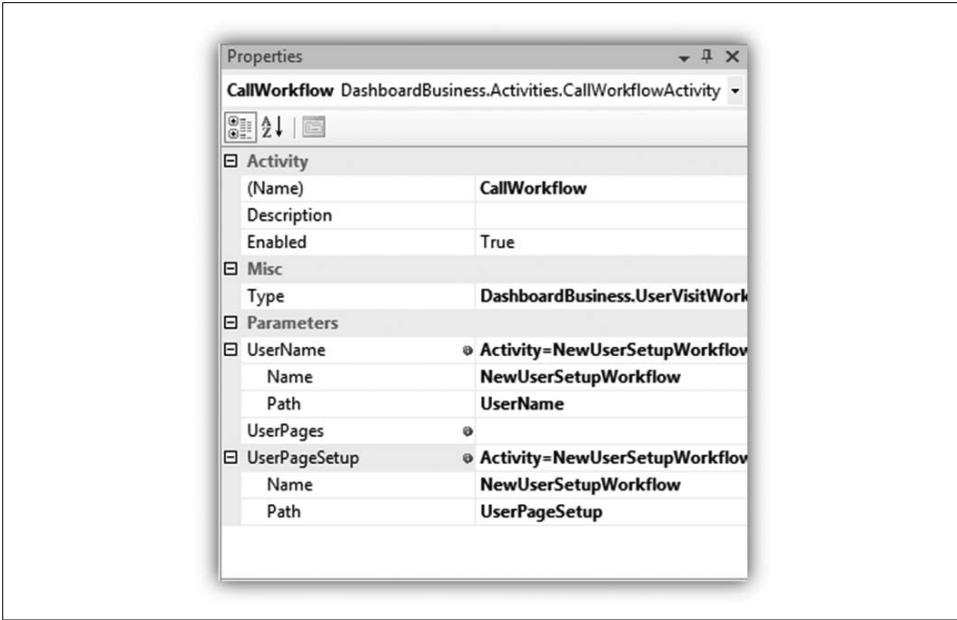 Properties
CallWorkflow DashboardBusiness.Activities.CallWorkflowActivity
Activity
(Name) CallWorkflow
Description
Enabled True
Misc
Type DashboardBusiness.UserVisitWork
Parameters
UserName Activity=NewUserSetupWorkflow
Name NewUserSetupWorkflow
Path UserName
UserPages
UserPageSetup Activity=NewUserSetupWorkflow
Name NewUserSetupWorkflow
Path UserPageSetup